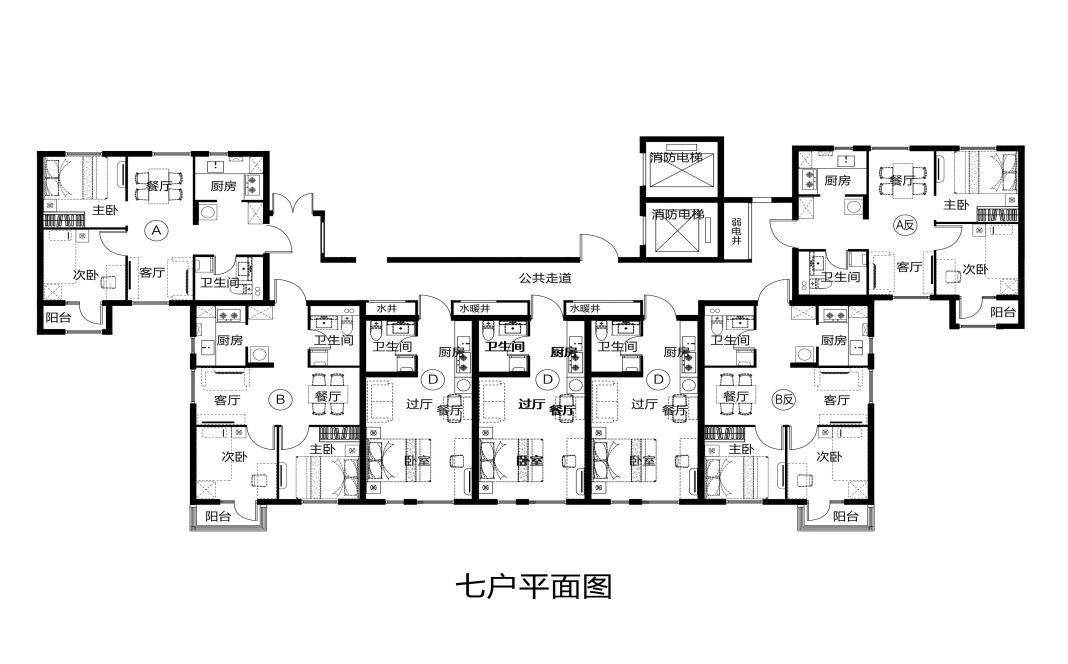 消防电梯
餐厅
厨房
主卧
A
次卧
客厅
卫生间
阳台
消防电梯
弱电井
厨房
餐厅
主卧
A反
客厅
次卧
卫生间
阳台
公共走道
水井
水暖井
水暖井
厨房
卫生间
客厅
B
餐厅
次卧
主卧
阳台
卫生间
厨房
D
过厅
餐厅
卧室
卫生间
厨房
D
过厅
餐厅
卧室
卫生间
厨房
D
过厅
餐厅
卧室
卫生间
厨房
餐厅
B反
客厅
主卧
次卧
阳台
七户平面图